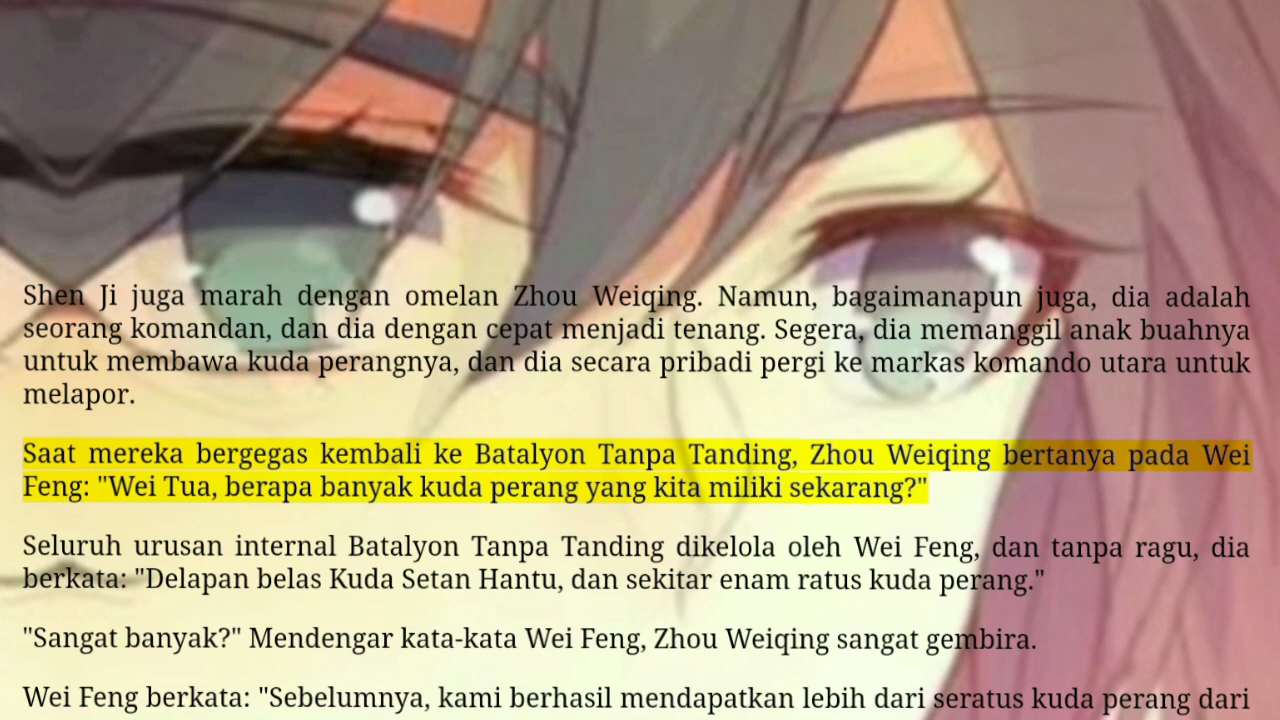 Shen Ji juga marah dengan omelan Zhou Weiqing. Namun, bagaimanapun juga, dia adalah
seorang komandan, dan dia dengan cepat menjadi tenang. Segera, dia memanggil anak buahnya
untuk membawa kuda perangnya, dan dia secara pribadi pergi ke markas komando utara untuk
melapor.
Saat mereka bergegas kembali ke Batalyon Tanpa Tanding, Zhou Weiqing bertanya pada Wei
Feng: "Wei Tua, berapa banyak kuda perang yang kita miliki sekarang?"
Seluruh urusan internal Batalyon Tanpa Tanding dikelola oleh Wei Feng, dan tanpa ragu, dia
berkata: "Delapan belas Kuda Setan Hantu, dan sekitar enam ratus kuda perang."
"Sangat banyak?" Mendengar kata-kata Wei Feng, Zhou Weiqing sangat gembira.
Wei Feng berkata: "Sebelumnya, kami berhasil mendapatkan lebih dari seratus kuda perang dari